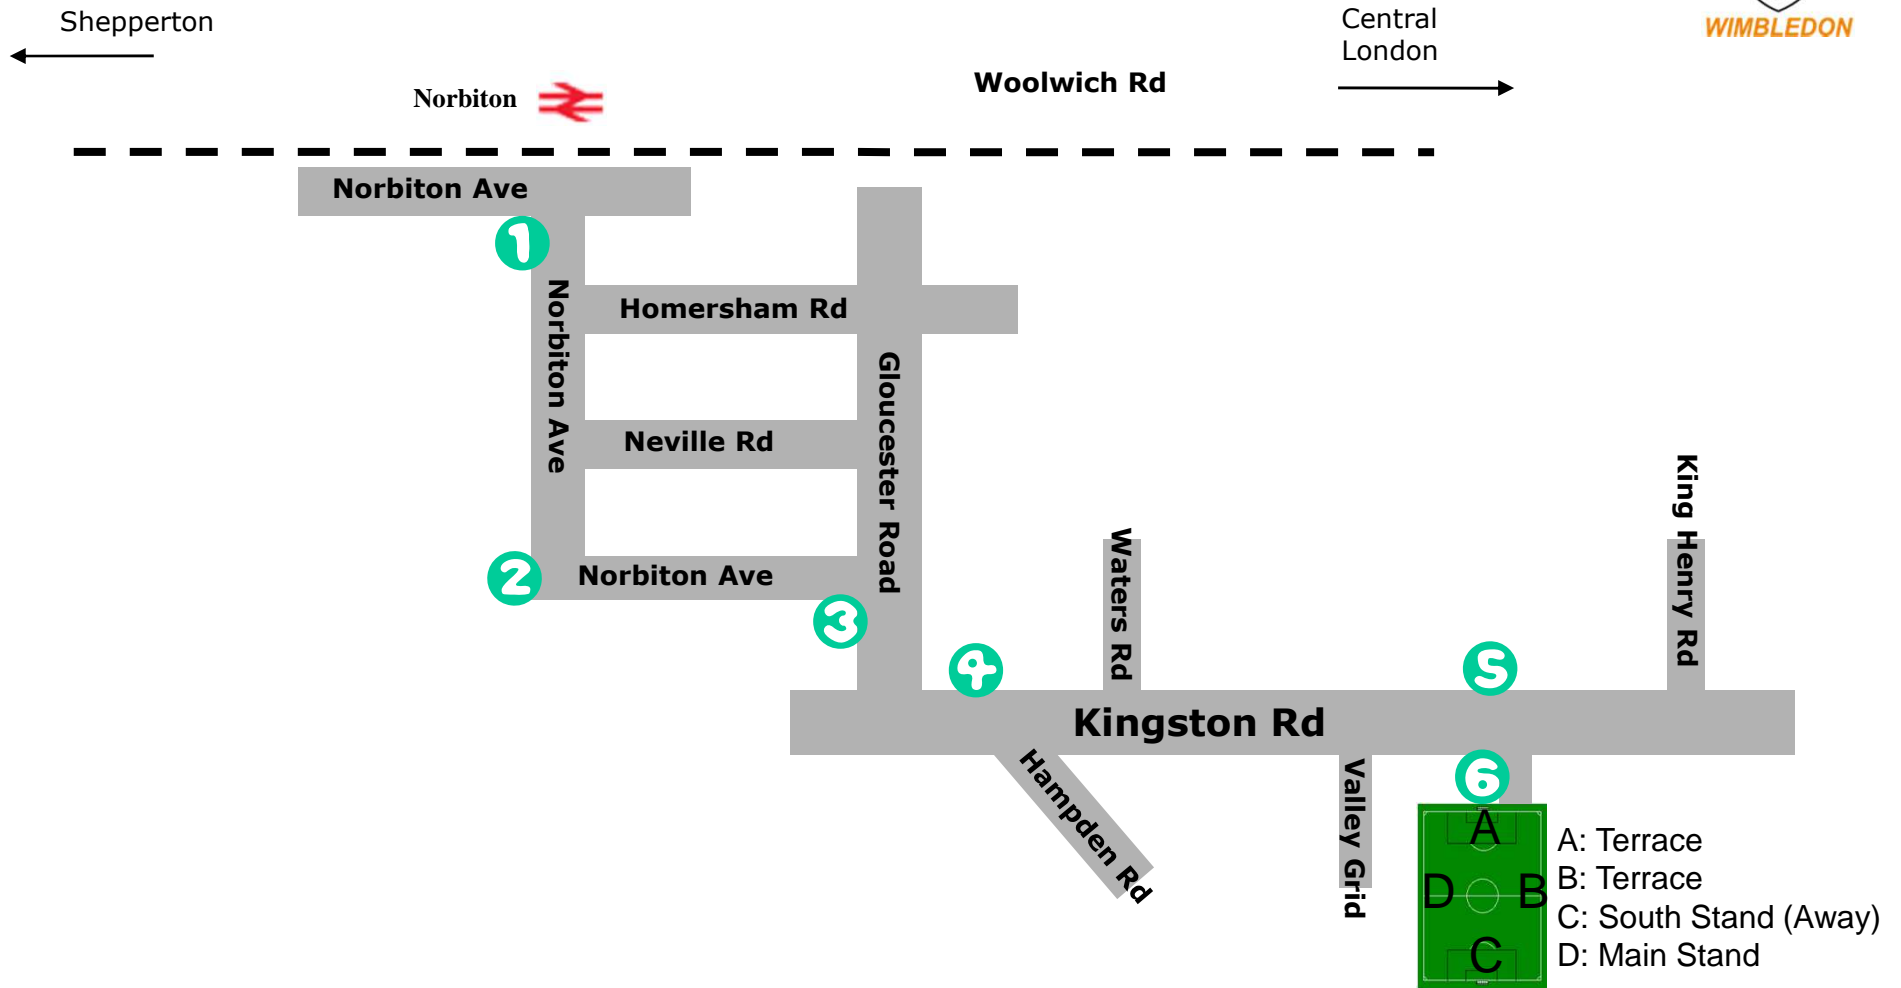 Shepperton
Central
London
WIMBLEDON
Woolwich Rd
Norbiton
Norbiton Ave
1
Norbiton Ave
Homersham Rd
Gloucester Road
Neville Rd
King Henry Rd
Waters Rd
2
Norbiton Ave
3
4
5
Kingston Rd
Hampden Rd
Valley Grid
6
A
D
B
C
A: Terrace
B: Terrace
C: South Stand (Away)
D: Main Stand